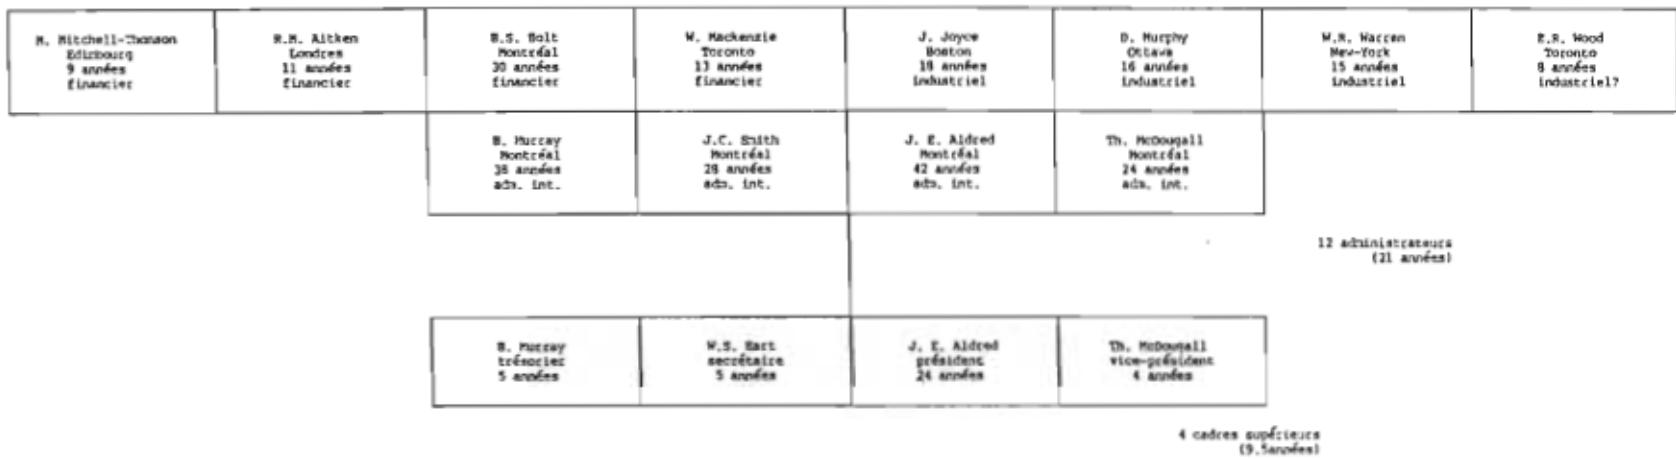 M. Mitchell-Thomson
Edinbourg
9 années
financier
R.M. Aitken
Londres
11 années
financier
H.S. Holt
Montréal
30 années
financier
W. Mackenzie
Toronto
13 années
financier
J. Joyce
Boston
18 années
industriel
D. Murphy
Ottawa
16 années
industriel
W.R. Warren
New-York
15 années
industriel
E.R. Wood
Toronto
8 années
industriel?
H. Murray
Montréal
38 années
adm. int.
J.C. Smith
Montréal
28 années
adm. int.
J. E. Aldred
Montréal
42 années
adm. int.
Th. McDougall
Montréal
24 années
adm. int.
12 administrateurs
(21 années)
H. Murray
trésorier
5 années
W.S. Hart
secrétaire
5 années
J. E. Aldred
président
24 années
Th. McDougall
vice-président
4 années
4 cadres supérieurs
(9.5années)